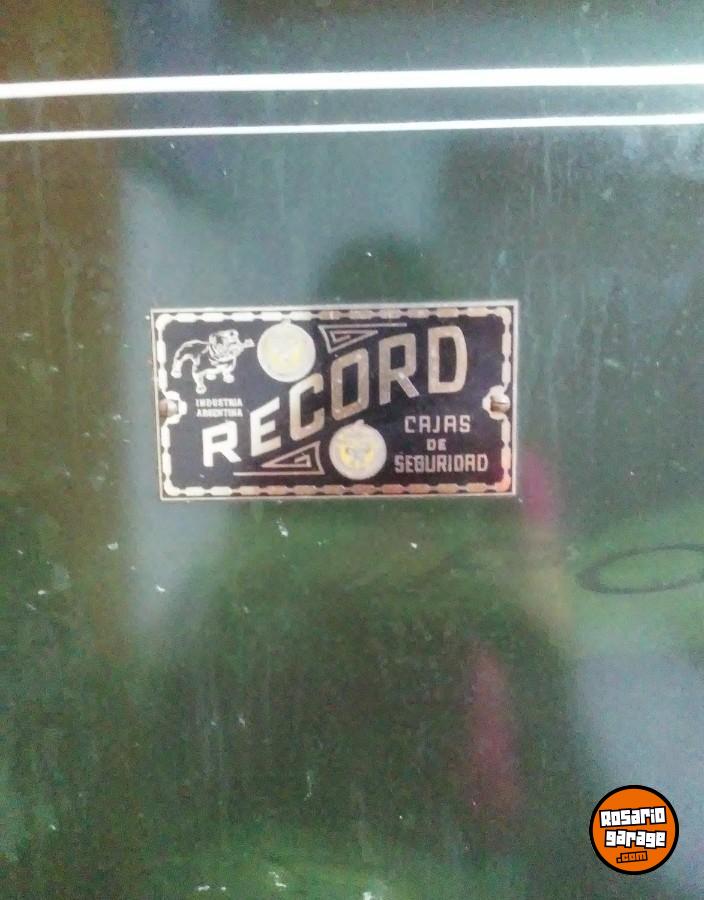 RECORD
INDUSTRIA
ARGENTINA
CAJAS
DE
SEGURIDAD
Rosario
garage
.com